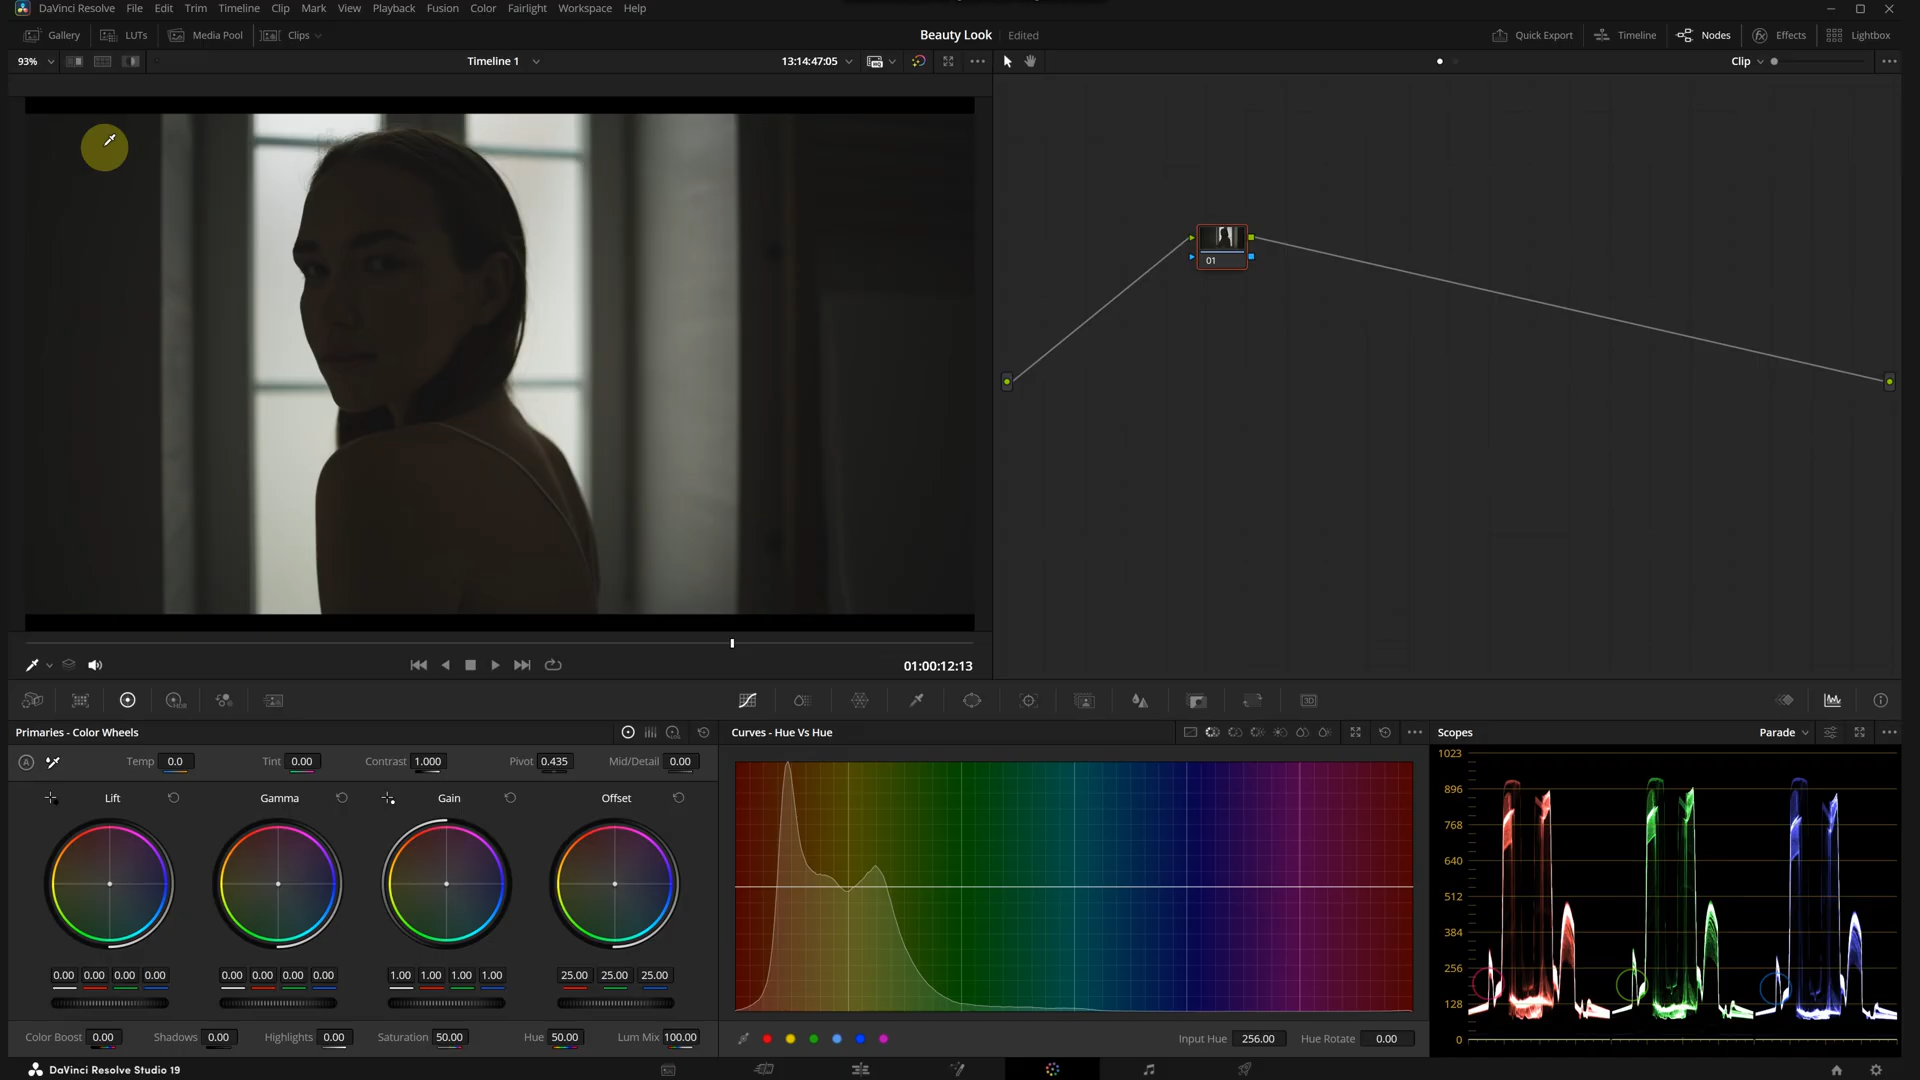 DaVinci Resolve File Edit Trim Timeline Clip Mark View Playback Fusion Color Fairlight Workspace Help
Gallery LUTs Media Pool Clips Beauty Look Edited Quick Export Timeline Nodes Effects Lightbox
93% Timeline 1 13:14:47:05 Clip
01
01:00:12:13
Primaries - Color Wheels Curves - Hue Vs Hue Scopes Parade
Temp 0.0 Tint 0.00 Contrast 1.000 Pivot 0.435 Mid/Detail 0.00
Lift Gamma Gain Offset
0.00 0.00 0.00 0.00 0.00 0.00 0.00 0.00 1.00 1.00 1.00 1.00 25.00 25.00 25.00
Color Boost 0.00 Shadows 0.00 Highlights 0.00 Saturation 50.00 Hue 50.00 Lum Mix 100.00
Input Hue 256.00 Hue Rotate 0.00
1023
896
768
640
512
384
256
128
0
DaVinci Resolve Studio 19